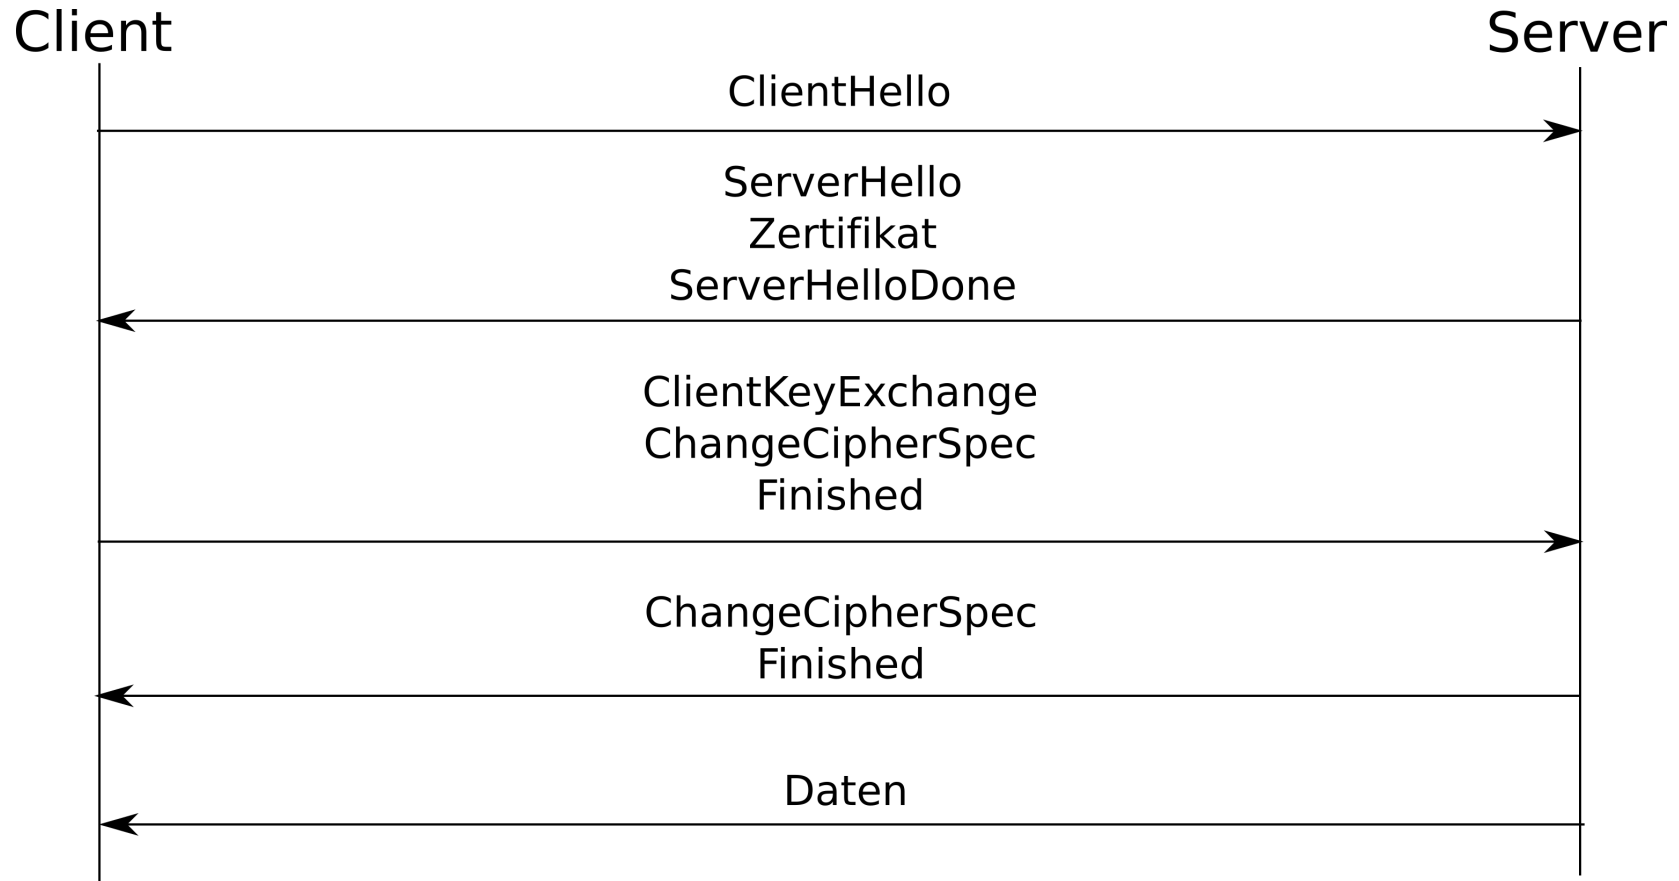 Client
Server
ClientHello
ServerHello
Zertifikat
ServerHelloDone
ClientKeyExchange
ChangeCipherSpec
Finished
ChangeCipherSpec
Finished
Daten